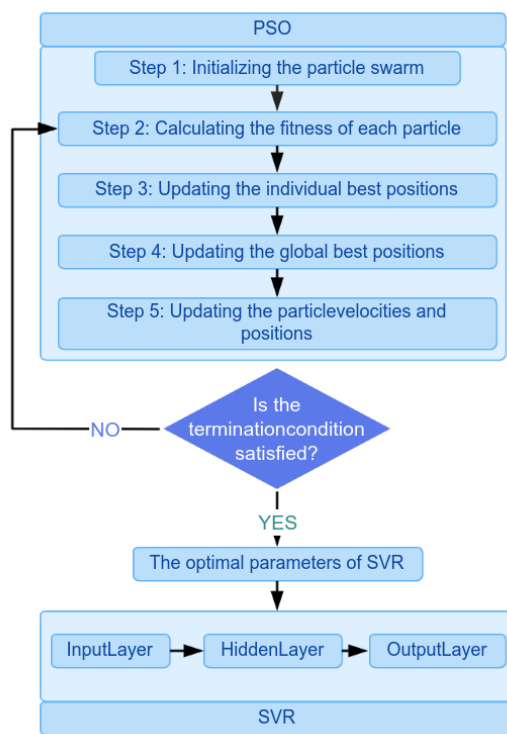 PSO
Step 1: Initializing the particle swarm
Step 2: Calculating the fitness of each particle
Step 3: Updating the individual best positions
Step 4: Updating the global best positions
Step 5: Updating the particlevelocities and
positions
Is the
terminationcondition
satisfied?
NO
YES
The optimal parameters of SVR
InputLayer
HiddenLayer
OutputLayer
SVR